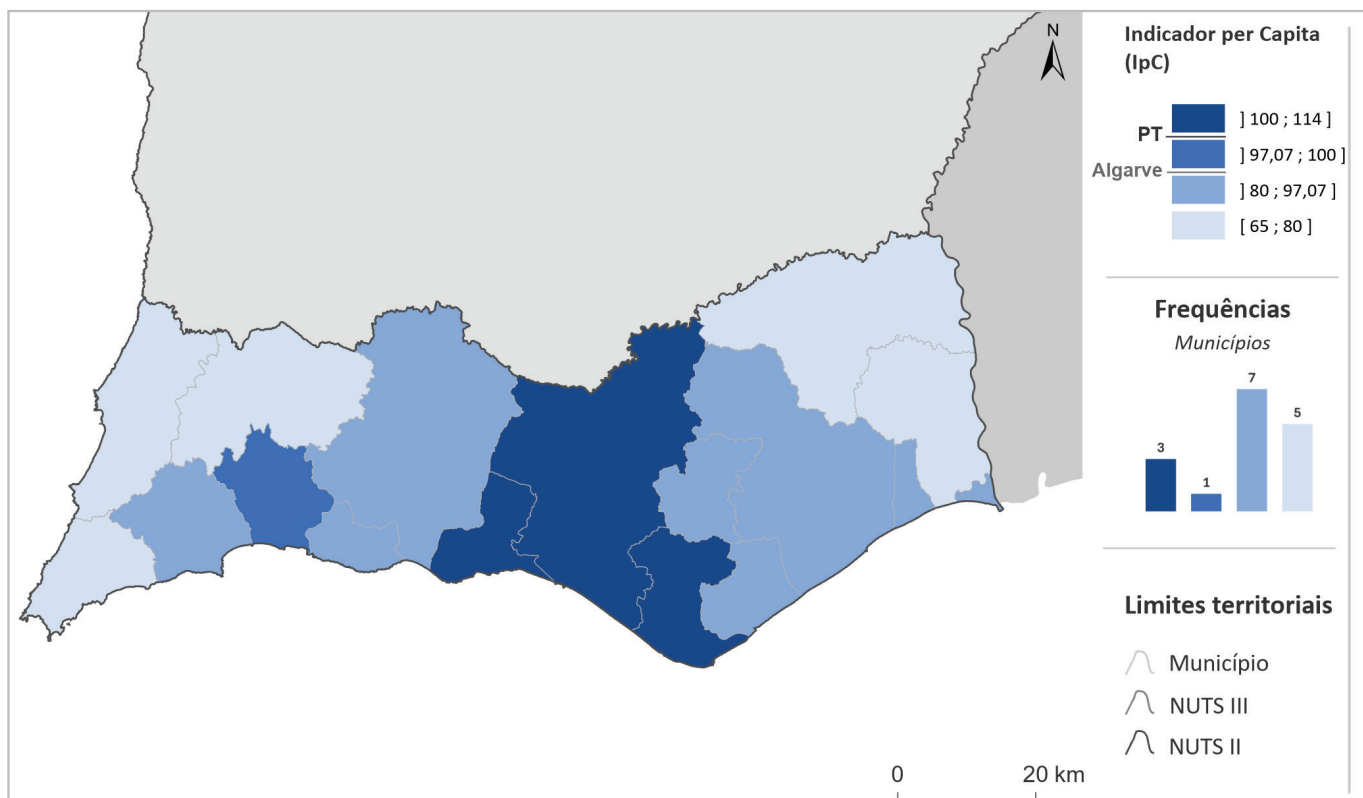 N
Indicador per Capita
(IpC)
] 100 ; 114 ]
PT
] 97,07 ; 100 ]
Algarve
] 80 ; 97,07 ]
[ 65 ; 80 ]
Frequências
Municípios
3
1
7
5
Limites territoriais
Município
NUTS III
NUTS II
0
20 km